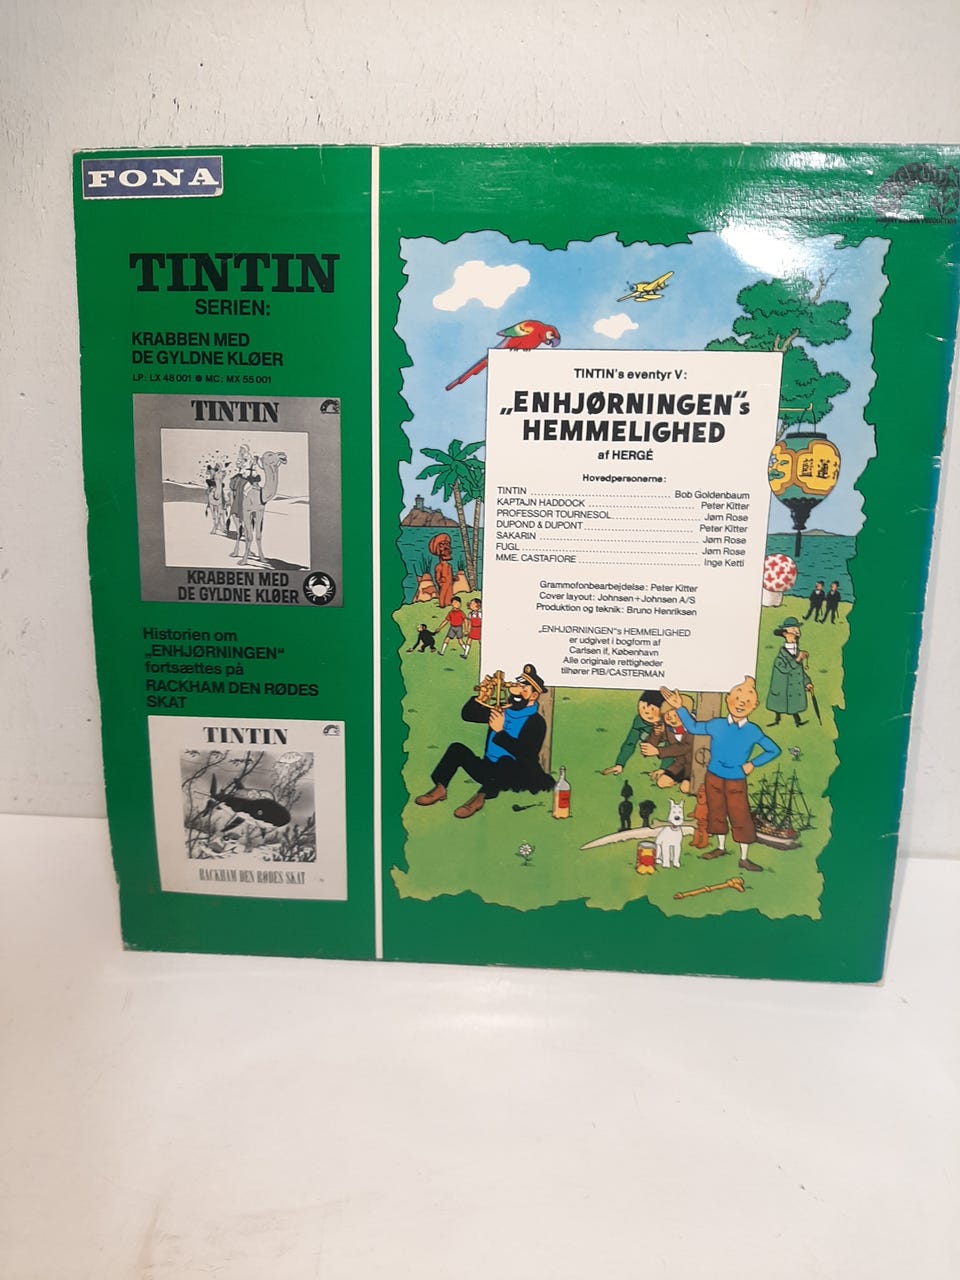 FONA
TINTIN
SERIEN:
KRABBEN MED
DE GYLDNE KLØER
LP: LX 48 001 ● MC: MX 55 001
TINTIN
KRABBEN MED
DE GYLDNE KLØER
Historien om
„ENHJØRNINGEN“
fortsættes på
RACKHAM DEN RØDES
SKAT
TINTIN
RACKHAM DEN RØDES SKAT
TINTIN's eventyr V:
„ENHJØRNINGEN“s
HEMMELIGHED
af HERGÉ
Hovedpersonerne:
TINTIN ........ Bob Goldenbaum
KAPTAJN HADDOCK ........ Peter Kitter
PROFESSOR TOURNESOL ........ Jørn Rose
DUPOND & DUPONT ........ Peter Kitter
SAKARIN ........ Jørn Rose
FUGL ........ Jørn Rose
MME. CASTAFIORE ........ Inge Ketti
Grammofonbearbejdelse: Peter Kitter
Cover layout: Johnsen+Johnsen A/S
Produktion og teknik: Bruno Henriksen
„ENHJØRNINGEN“s HEMMELIGHED
er udgivet i bogform af
Carlsen if, København
Alle originale rettigheder
tilhører PIB/CASTERMAN